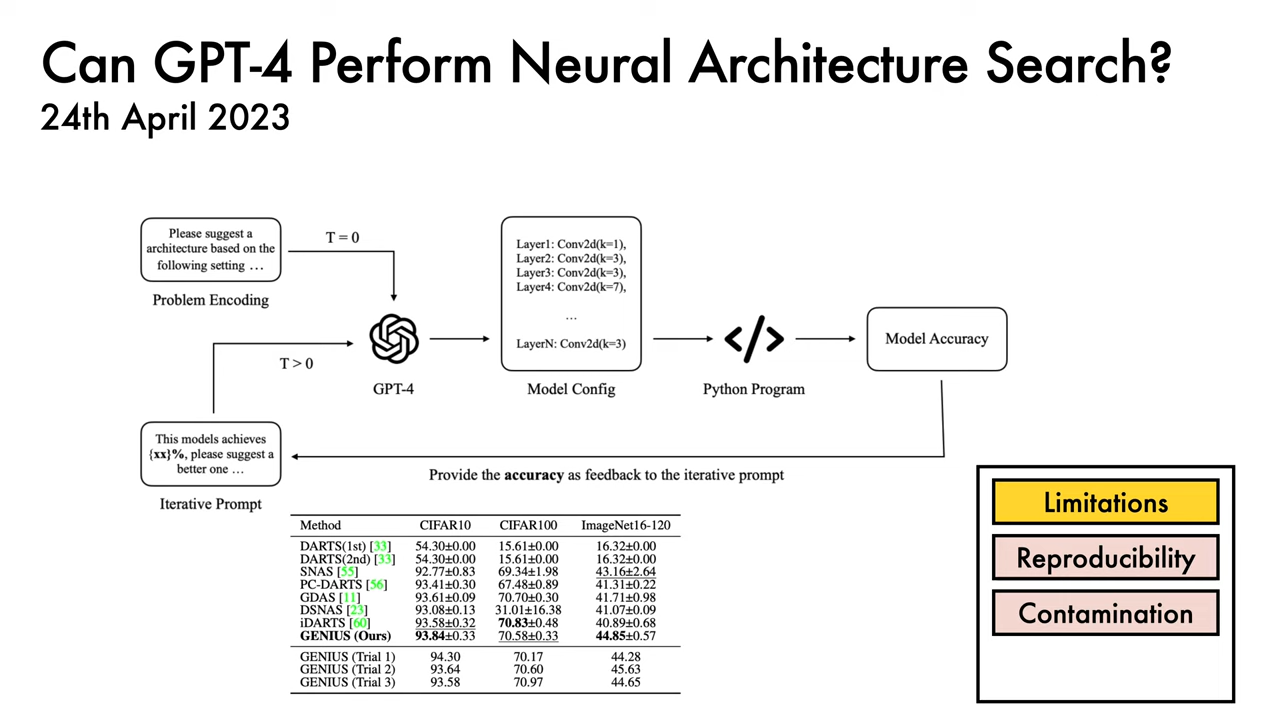 Can GPT-4 Perform Neural Architecture Search?
24th April 2023
Please suggest a
architecture based on the
following setting …
Problem Encoding
T = 0
T > 0
GPT-4
Layer1: Conv2d(k=1),
Layer2: Conv2d(k=3),
Layer3: Conv2d(k=3),
Layer4: Conv2d(k=7),
…
LayerN: Conv2d(k=3)
Model Config
</>
Python Program
Model Accuracy
This models achieves
{xx}%, please suggest a
better one …
Iterative Prompt
Provide the accuracy as feedback to the iterative prompt
Method CIFAR10 CIFAR100 ImageNet16-120
DARTS(1st) [33] 54.30±0.00 15.61±0.00 16.32±0.00
DARTS(2nd) [33] 54.30±0.00 15.61±0.00 16.32±0.00
SNAS [55] 92.77±0.83 69.34±1.98 43.16±2.64
PC-DARTS [56] 93.41±0.30 67.48±0.89 41.31±0.22
GDAS [11] 93.61±0.09 70.70±0.30 41.71±0.98
DSNAS [23] 93.08±0.13 31.01±16.38 41.07±0.09
iDARTS [60] 93.58±0.32 70.83±0.48 40.89±0.68
GENIUS (Ours) 93.84±0.33 70.58±0.33 44.85±0.57
GENIUS (Trial 1) 94.30 70.17 44.28
GENIUS (Trial 2) 93.64 70.60 45.63
GENIUS (Trial 3) 93.58 70.97 44.65
Limitations
Reproducibility
Contamination